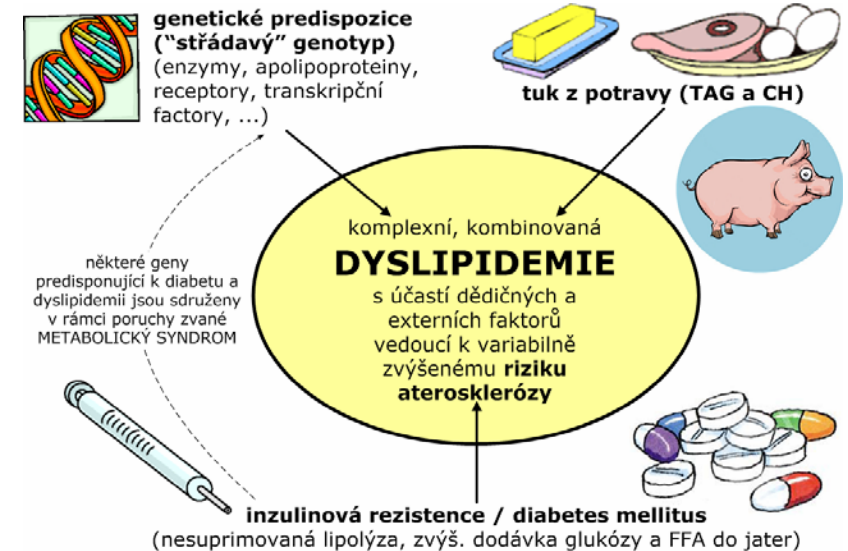 genetické predispozice
(“střádavý” genotyp)
(enzymy, apolipoproteiny,
receptory, transkripční
factory, ...)
tuk z potravy (TAG a CH)
komplexní, kombinovaná
DYSLIPIDEMIE
s účastí dědičných a
externích faktorů
vedoucí k variabilně
zvýšenému riziku
aterosklerózy
některé geny
predisponující k diabetu a
dyslipidemii jsou sdruženy
v rámci poruchy zvané
METABOLICKÝ SYNDROM
inzulinová rezistence / diabetes mellitus
(nesuprimovaná lipolýza, zvýš. dodávka glukózy a FFA do jater)